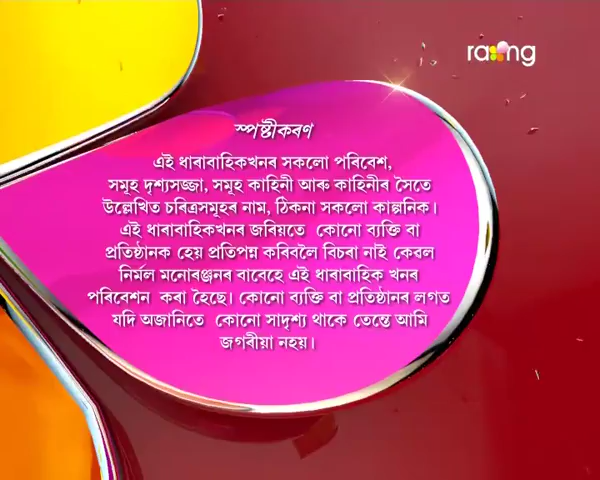 rang
স্পষ্টীকৰণ
এই ধাৰাবাহিকখনৰ সকলো পৰিবেশ,
সমূহ দৃশ্যসজ্জা, সমূহ কাহিনী আৰু কাহিনীৰ সৈতে
উল্লেখিত চৰিত্ৰসমূহৰ নাম, ঠিকনা সকলো কাল্পনিক।
এই ধাৰাবাহিকখনৰ জৰিয়তে কোনো ব্যক্তি বা
প্ৰতিষ্ঠানক হেয় প্ৰতিপন্ন কৰিবলৈ বিচৰা নাই কেৱল
নিৰ্মল মনোৰঞ্জনৰ বাবেহে এই ধাৰাবাহিক খনৰ
পৰিবেশন কৰা হৈছে। কোনো ব্যক্তি বা প্ৰতিষ্ঠানৰ লগত
যদি অজানিতে কোনো সাদৃশ্য থাকে তেন্তে আমি
জগৰীয়া নহয়।